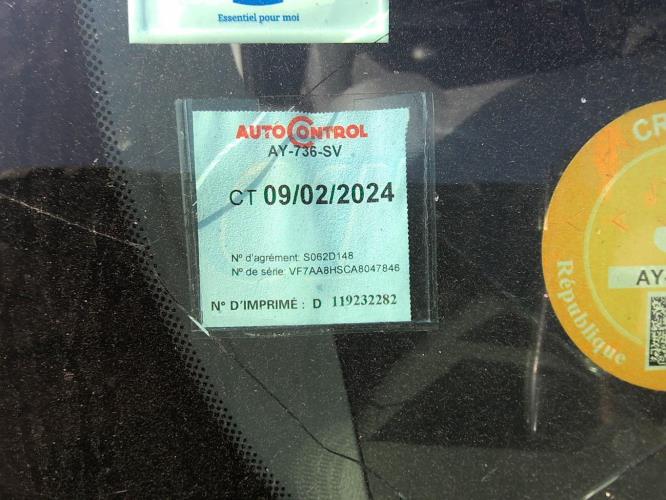 Essentiel pour moi
AUTOCONTROL
AY-736-SV
CT 09/02/2024
N° d'agrément: S062D148
N° de série: VF7AA8HSCA8047846
N° D'IMPRIMÉ : D 119232282
CR
AY-
République